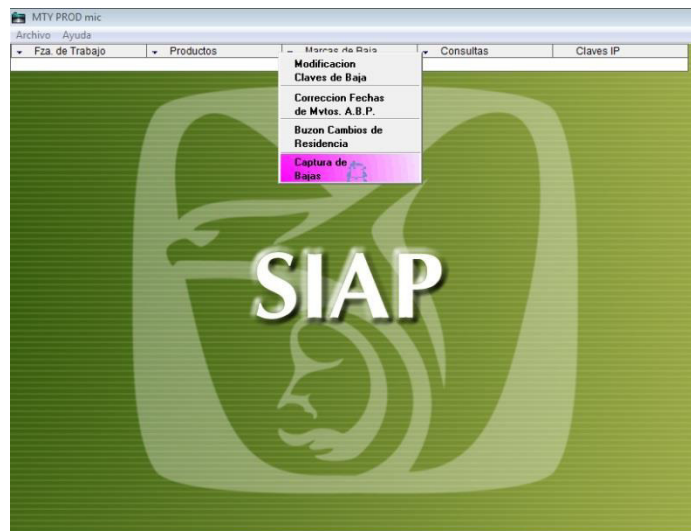 MTY PROD mic
Archivo Ayuda
Fza. de Trabajo Productos Marcas de Baja Consultas Claves IP
Modificacion
Claves de Baja
Correccion Fechas
de Mvtos. A.B.P.
Buzon Cambios de
Residencia
Captura de
Bajas
SIAP